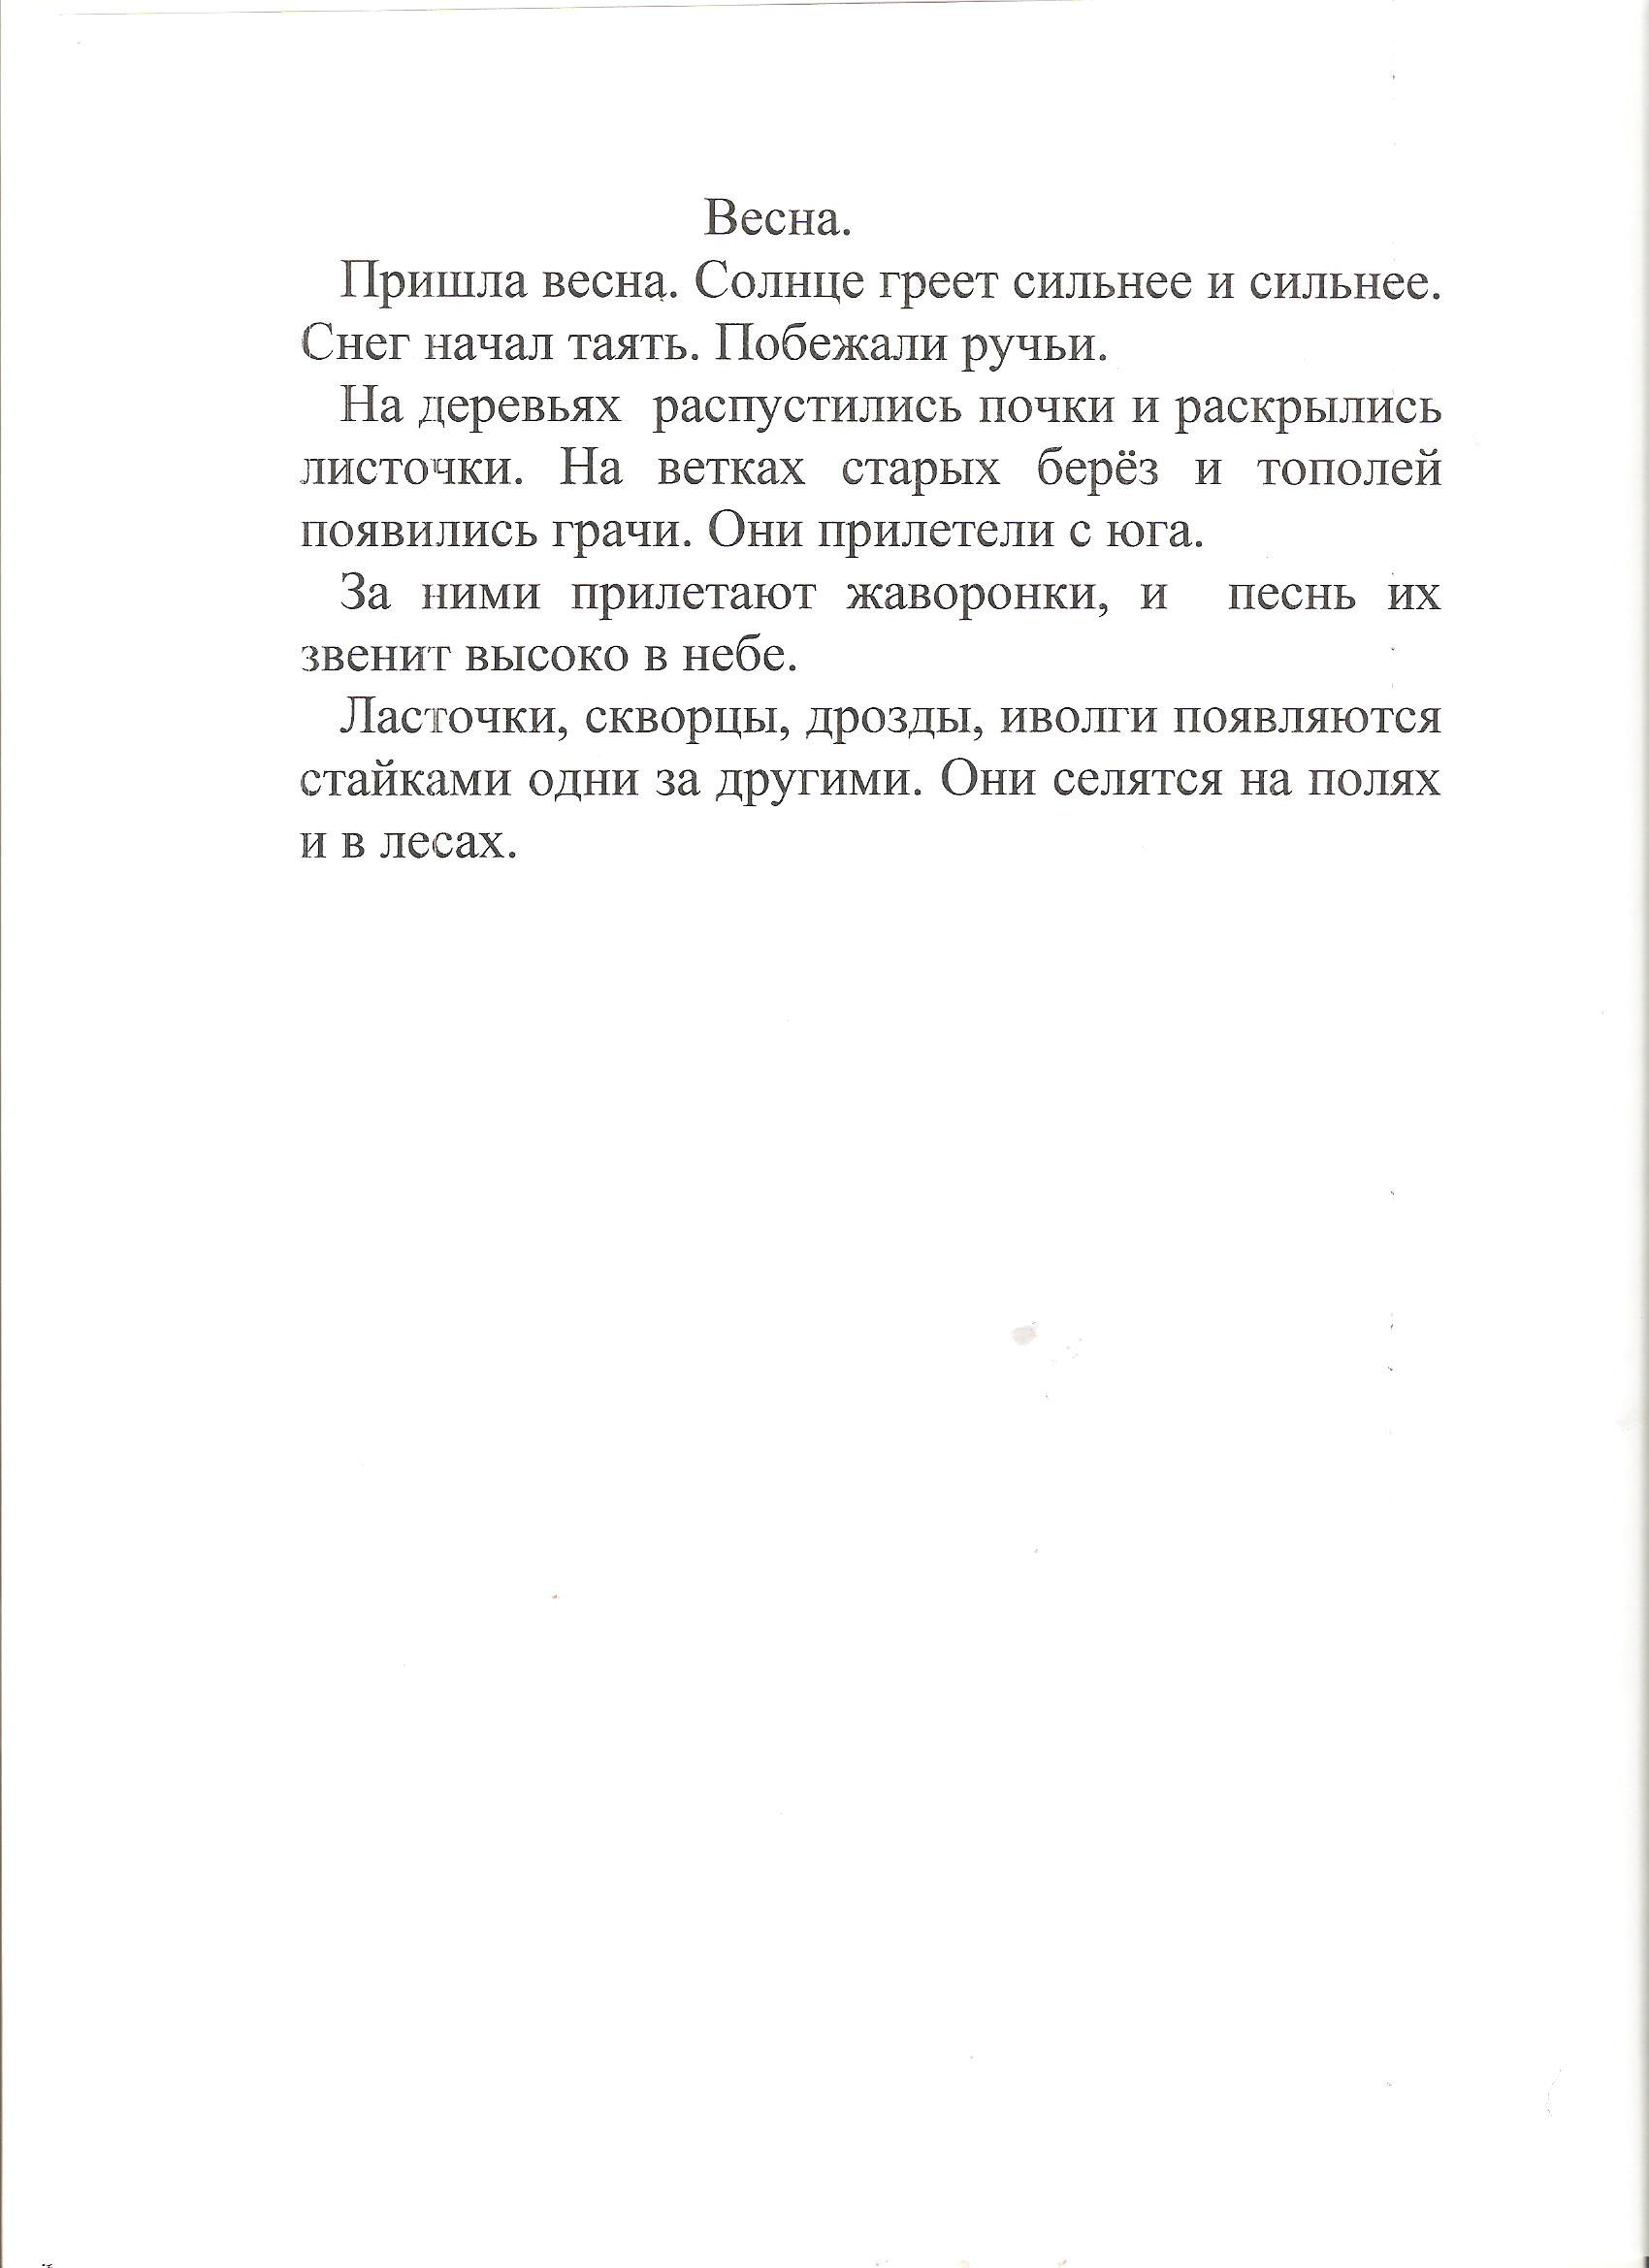 Весна.
Пришла весна. Солнце греет сильнее и сильнее.
Снег начал таять. Побежали ручьи.
На деревьях распустились почки и раскрылись
листочки. На ветках старых берёз и тополей
появились грачи. Они прилетели с юга.
За ними прилетают жаворонки, и песнь их
звенит высоко в небе.
Ласточки, скворцы, дрозды, иволги появляются
стайками одни за другими. Они селятся на полях
и в лесах.